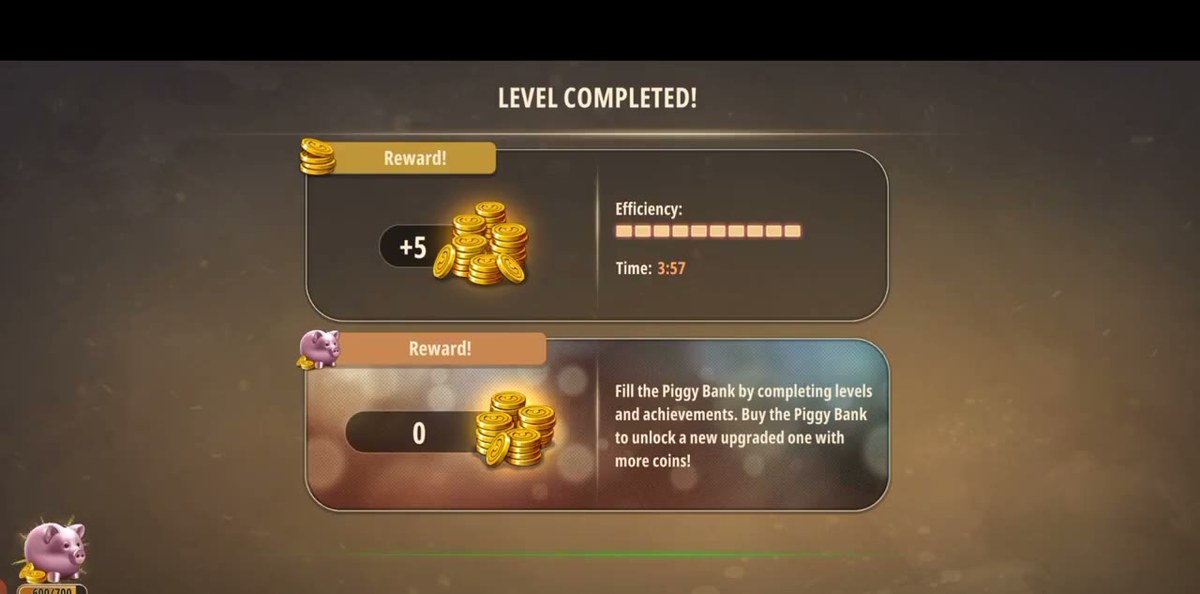 LEVEL COMPLETED!
Reward!
+5
Efficiency:
Time: 3:57
Reward!
0
Fill the Piggy Bank by completing levels
and achievements. Buy the Piggy Bank
to unlock a new upgraded one with
more coins!